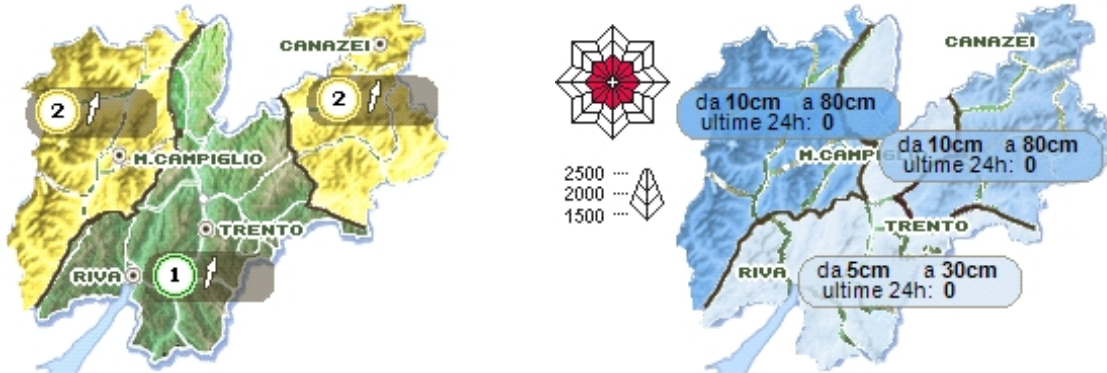 CANAZEI
2
2
M.CAMPIGLIO
TRENTO
RIVA
1
2500
2000
1500
CANAZEI
da 10cm a 80cm
ultime 24h: 0
M.CAMPIG
da 10cm a 80cm
ultime 24h: 0
TRENTO
RIVA
da 5cm a 30cm
ultime 24h: 0